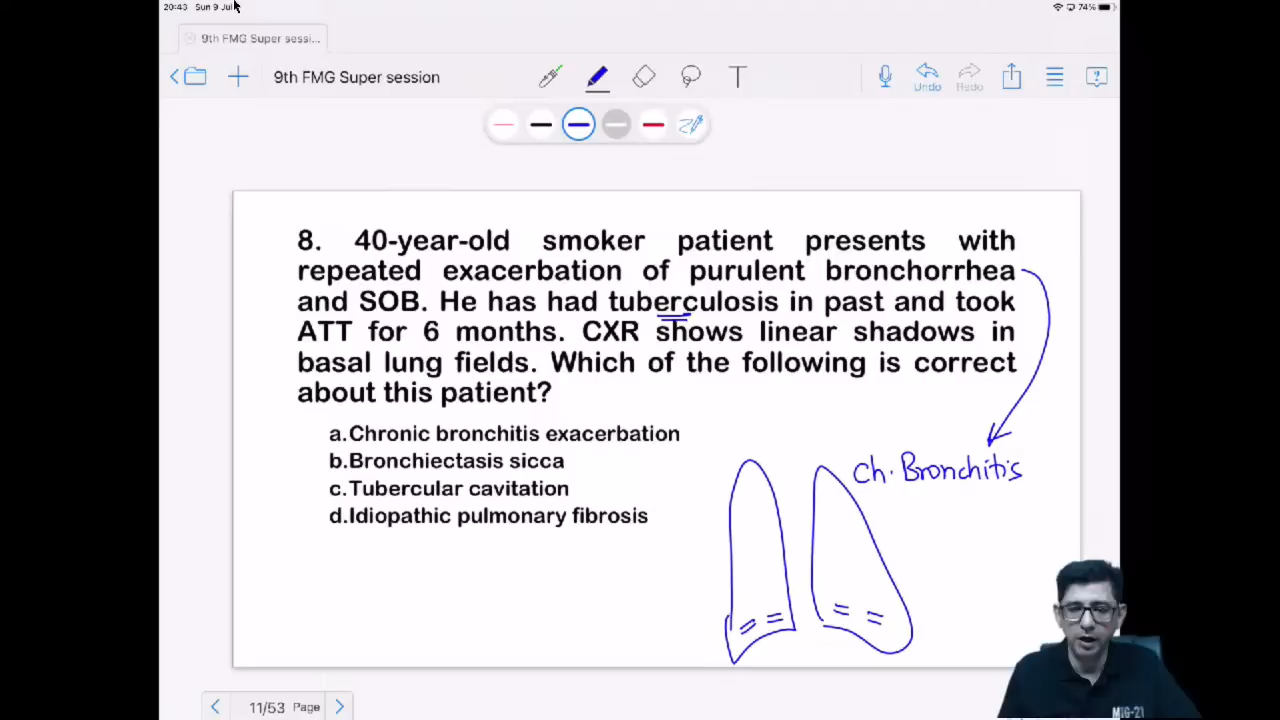 20:43 Sun 9 Jul
74%
9th FMG Super sessi...
9th FMG Super session
T
Undo
Redo
8. 40-year-old smoker patient presents with
repeated exacerbation of purulent bronchorrhea
and SOB. He has had tuberculosis in past and took
ATT for 6 months. CXR shows linear shadows in
basal lung fields. Which of the following is correct
about this patient?
a.Chronic bronchitis exacerbation
b.Bronchiectasis sicca
c.Tubercular cavitation
d.Idiopathic pulmonary fibrosis
Ch. Bronchitis
MIG-21
11/53 Page